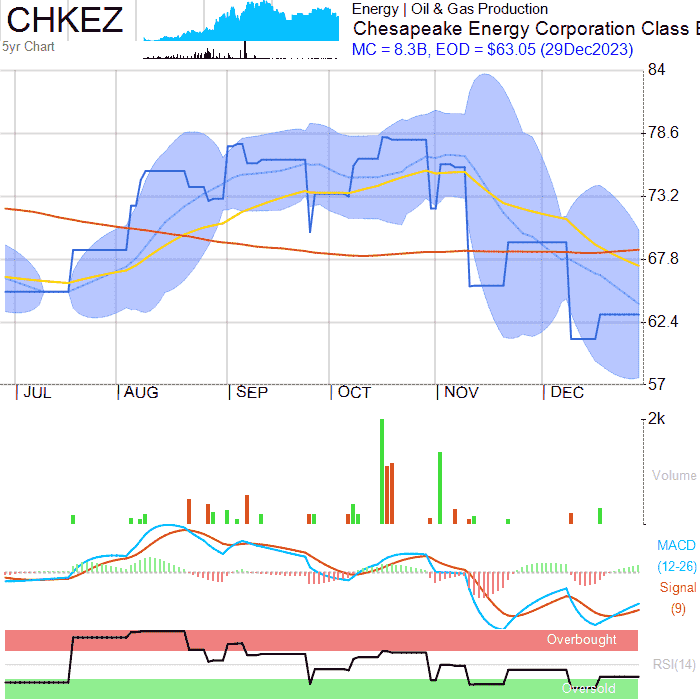 CHKEZ
5yr Chart
Energy | Oil & Gas Production
Chesapeake Energy Corporation Class
MC = 8.3B, EOD = $63.05 (29Dec2023)
84
78.6
73.2
67.8
62.4
57
JUL AUG SEP OCT NOV DEC
2k
Volume
MACD
(12-26)
Signal
(9)
Overbought
RSI(14)
Oversold